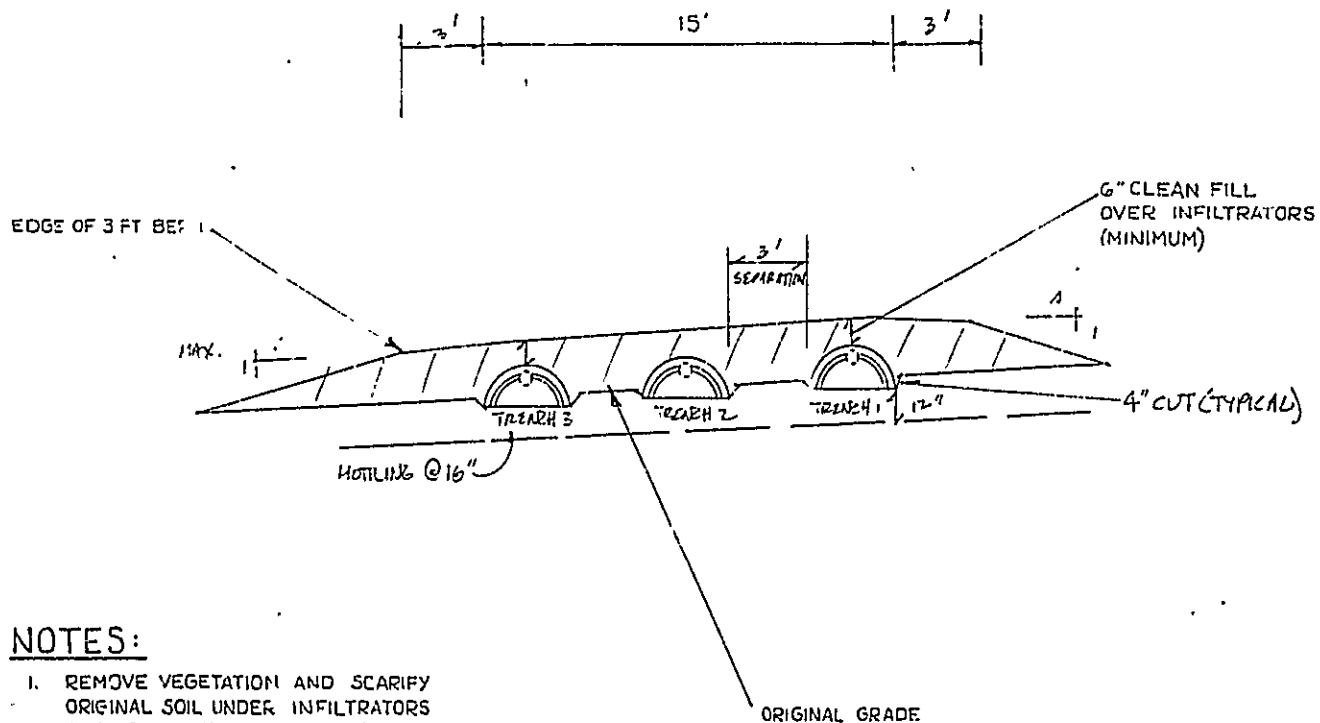 3' 15' 3'
6" CLEAN FILL
OVER INFILTRATORS
(MINIMUM)
EDGE OF 3 FT
3'
SEPARATION
MAX. 1
1
TRENCH 3 TRENCH 2 TRENCH 1 12"
4" CUT (TYPICAL)
MOTTLING @ 16"
NOTES:
1. REMOVE VEGETATION AND SCARIFY
ORIGINAL SOIL UNDER INFILTRATORS
ORIGINAL GRADE